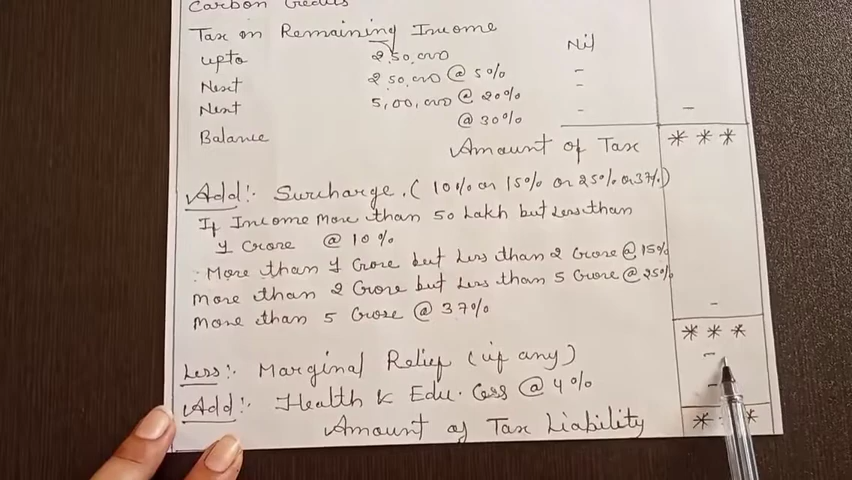 Carbon Credits
Tax on Remaining Income
upto 2,50,000 Nil
Next 2,50,000 @ 5% -
Next 5,00,000 @ 20% -
Balance @ 30% - -
Amount of Tax ***
Add:- Surcharge. (10% or 15% or 25% or 37%)
If Income More than 50 Lakh but Less than
1 Crore @ 10%
: More than 1 Crore but Less than 2 Crore @ 15%
More than 2 Crore but Less than 5 Crore @ 25%
More than 5 Crore @ 37% -
***
Less:- Marginal Relief (if any) -
Add:- Health & Edu. Cess @ 4% -
Amount of Tax Liability * *